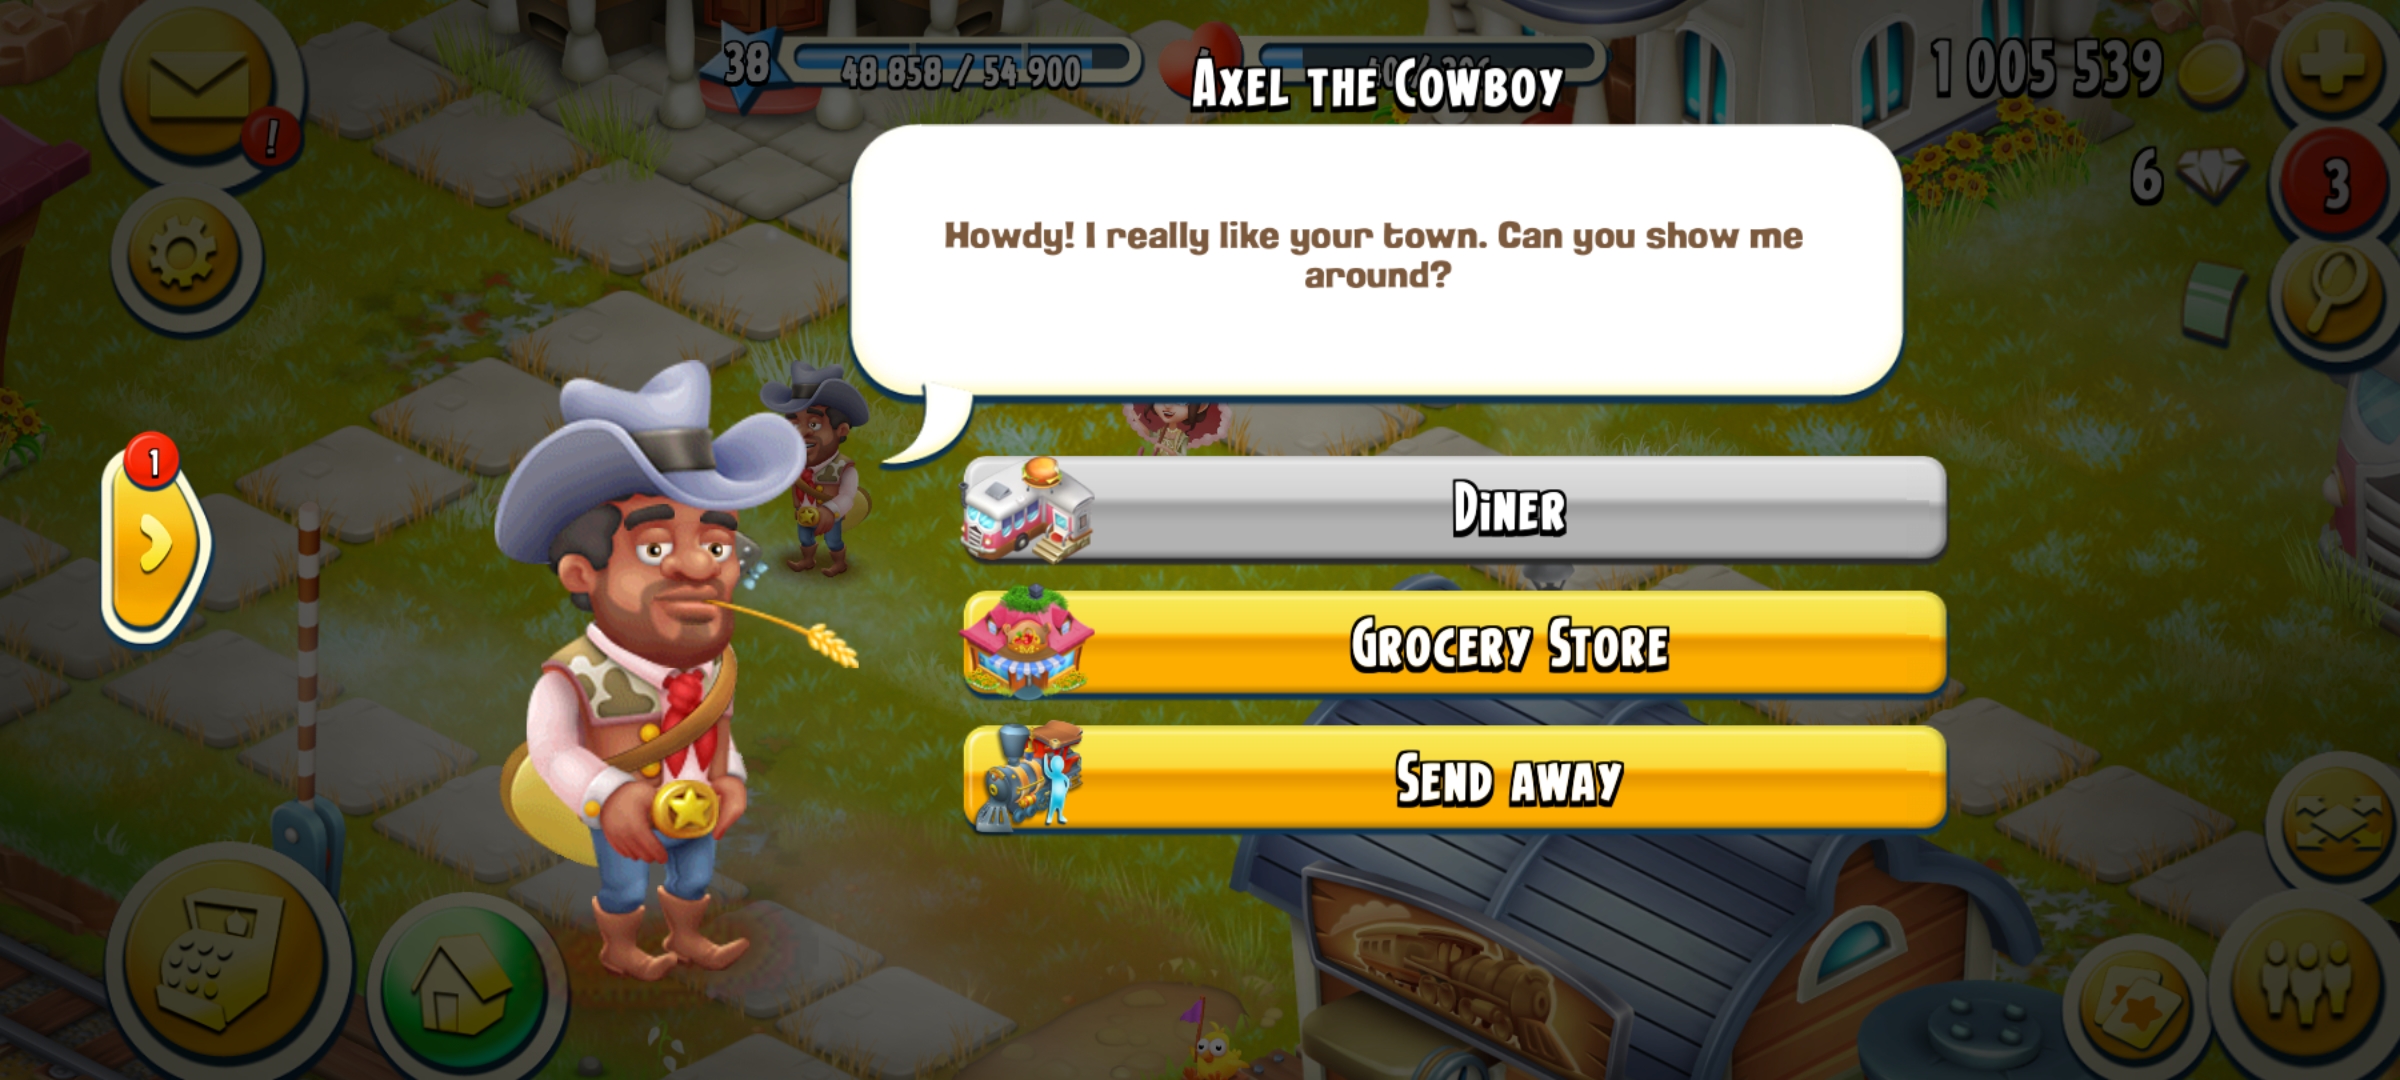 38
48 858 / 54 900
Axel the Cowboy
1 005 539
6
3
Howdy! I really like your town. Can you show me
around?
1
Diner
Grocery Store
Send away